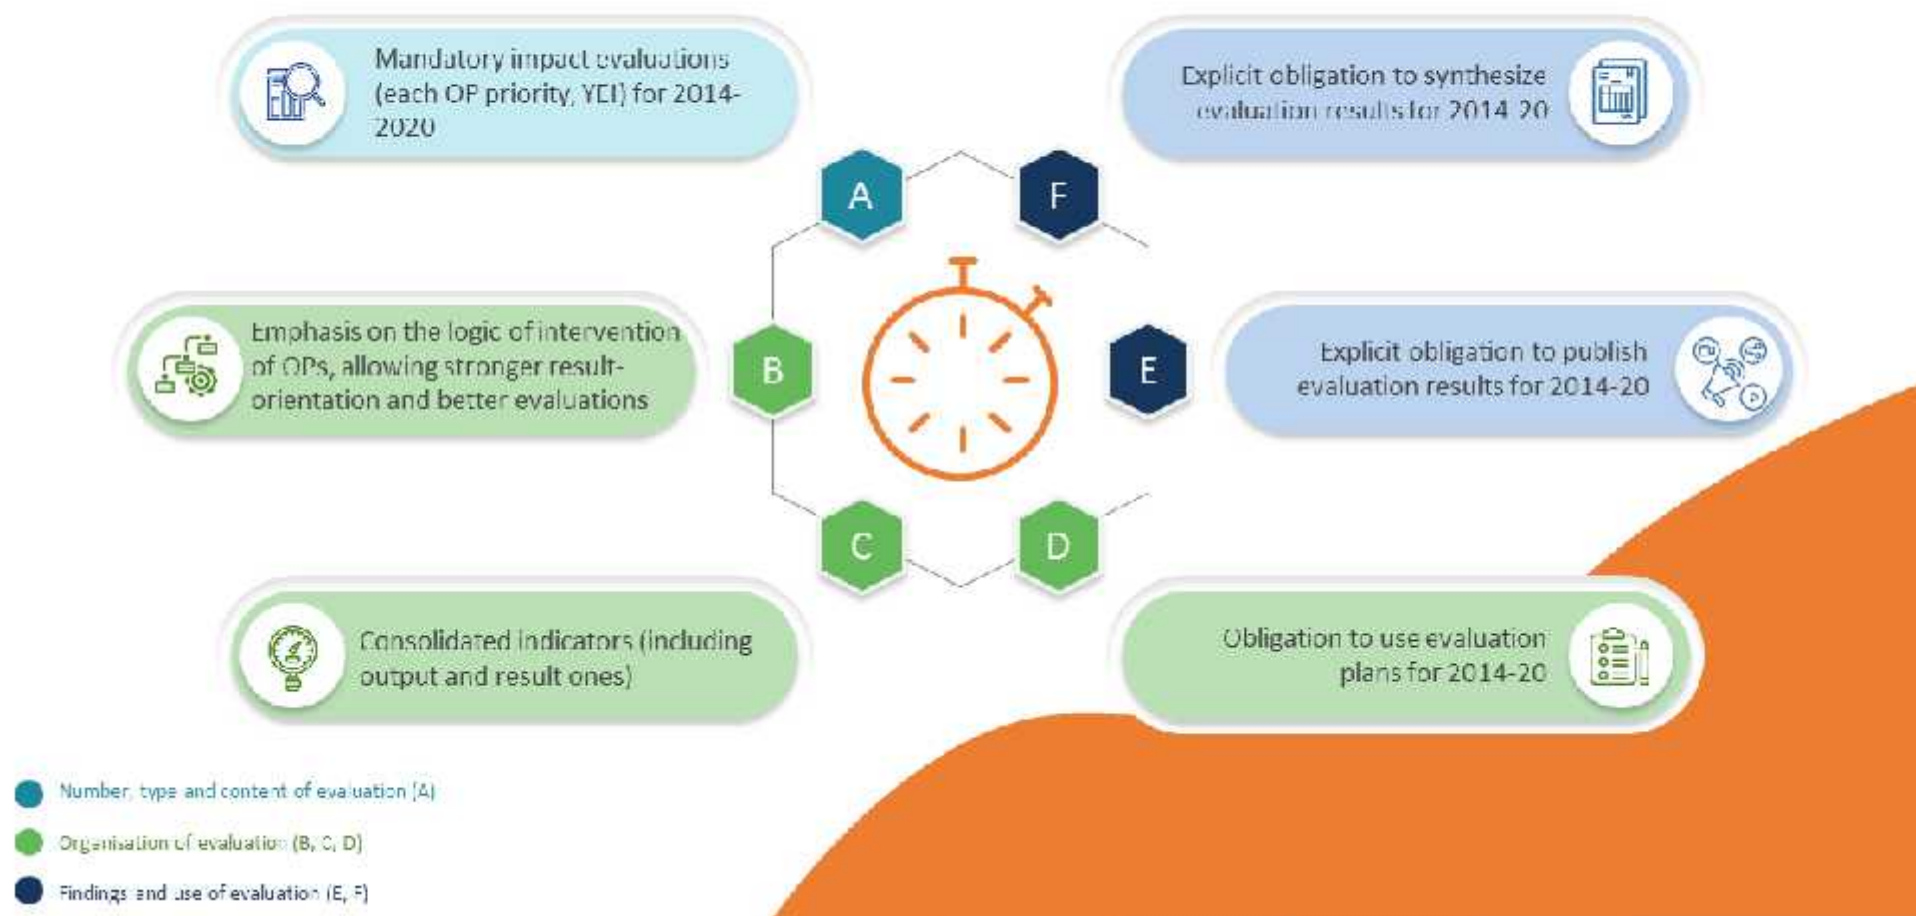 Mandatory impact evaluations
(each OP priority, YEI) for 2014-
2020
Explicit obligation to synthesize
evaluation results for 2014-20
A
F
Emphasis on the logic of intervention
of OPs, allowing stronger result-
orientation and better evaluations
B
E
Explicit obligation to publish
evaluation results for 2014-20
C
D
Consolidated indicators (including
output and result ones)
Obligation to use evaluation
plans for 2014-20
Number, type and content of evaluation (A)
Organisation of evaluation (B, C, D)
Findings and use of evaluation (E, F)